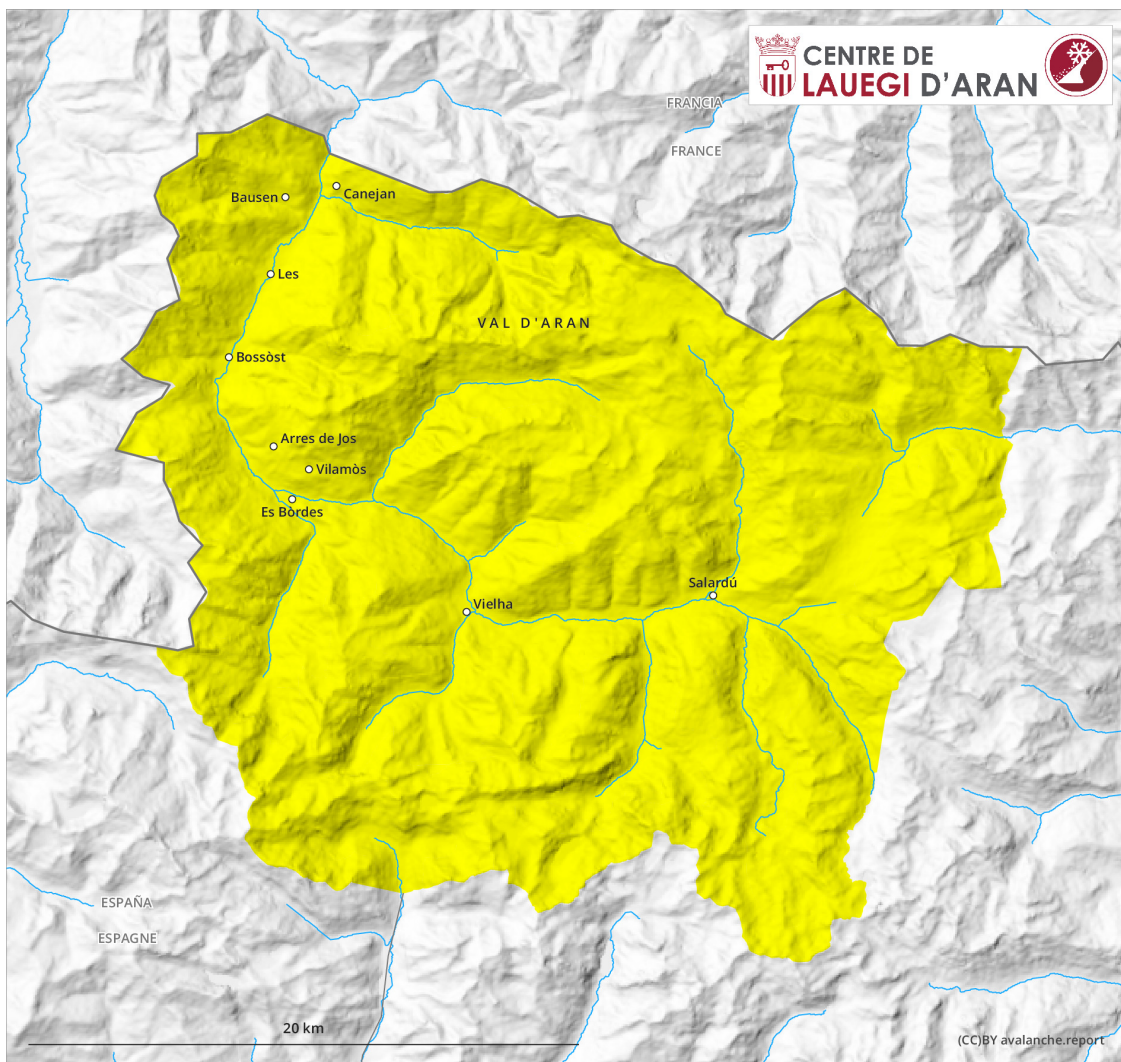 CENTRE DE
LAUEGI D'ARAN
FRANCIA
FRANCE
Bausen
Canejan
Les
VAL D'ARAN
Bossòst
Arres de Jos
Vilamòs
Es Bòrdes
Salardú
Vielha
ESPAÑA
ESPAGNE
20 km
(CC)BY avalanche.report